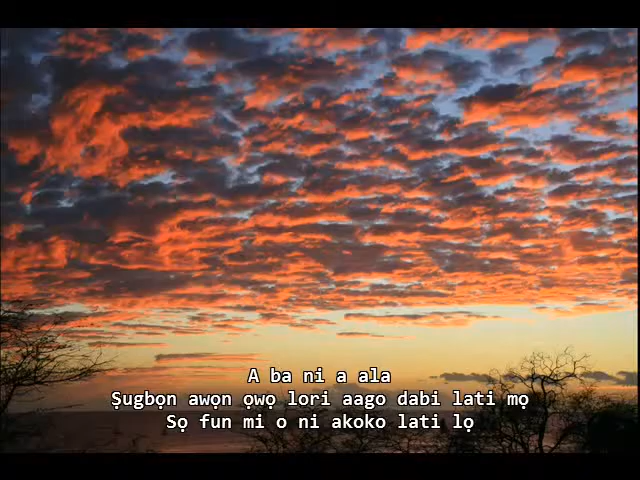 A ba ni a ala
Ṣugbọn awọn ọwọ lori aago dabi lati mọ
Sọ fun mi o ni akoko lati lọ